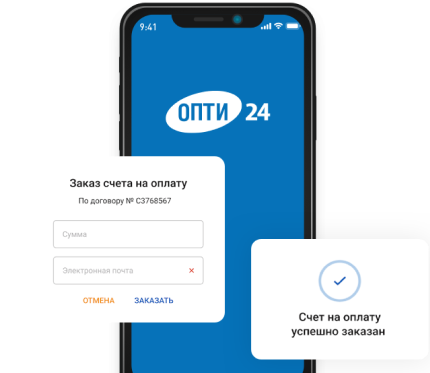 9:41
ОПТИ 24
Заказ счета на оплату
По договору № С3768567
Сумма
Электронная почта ×
ОТМЕНА ЗАКАЗАТЬ
Счет на оплату
успешно заказан